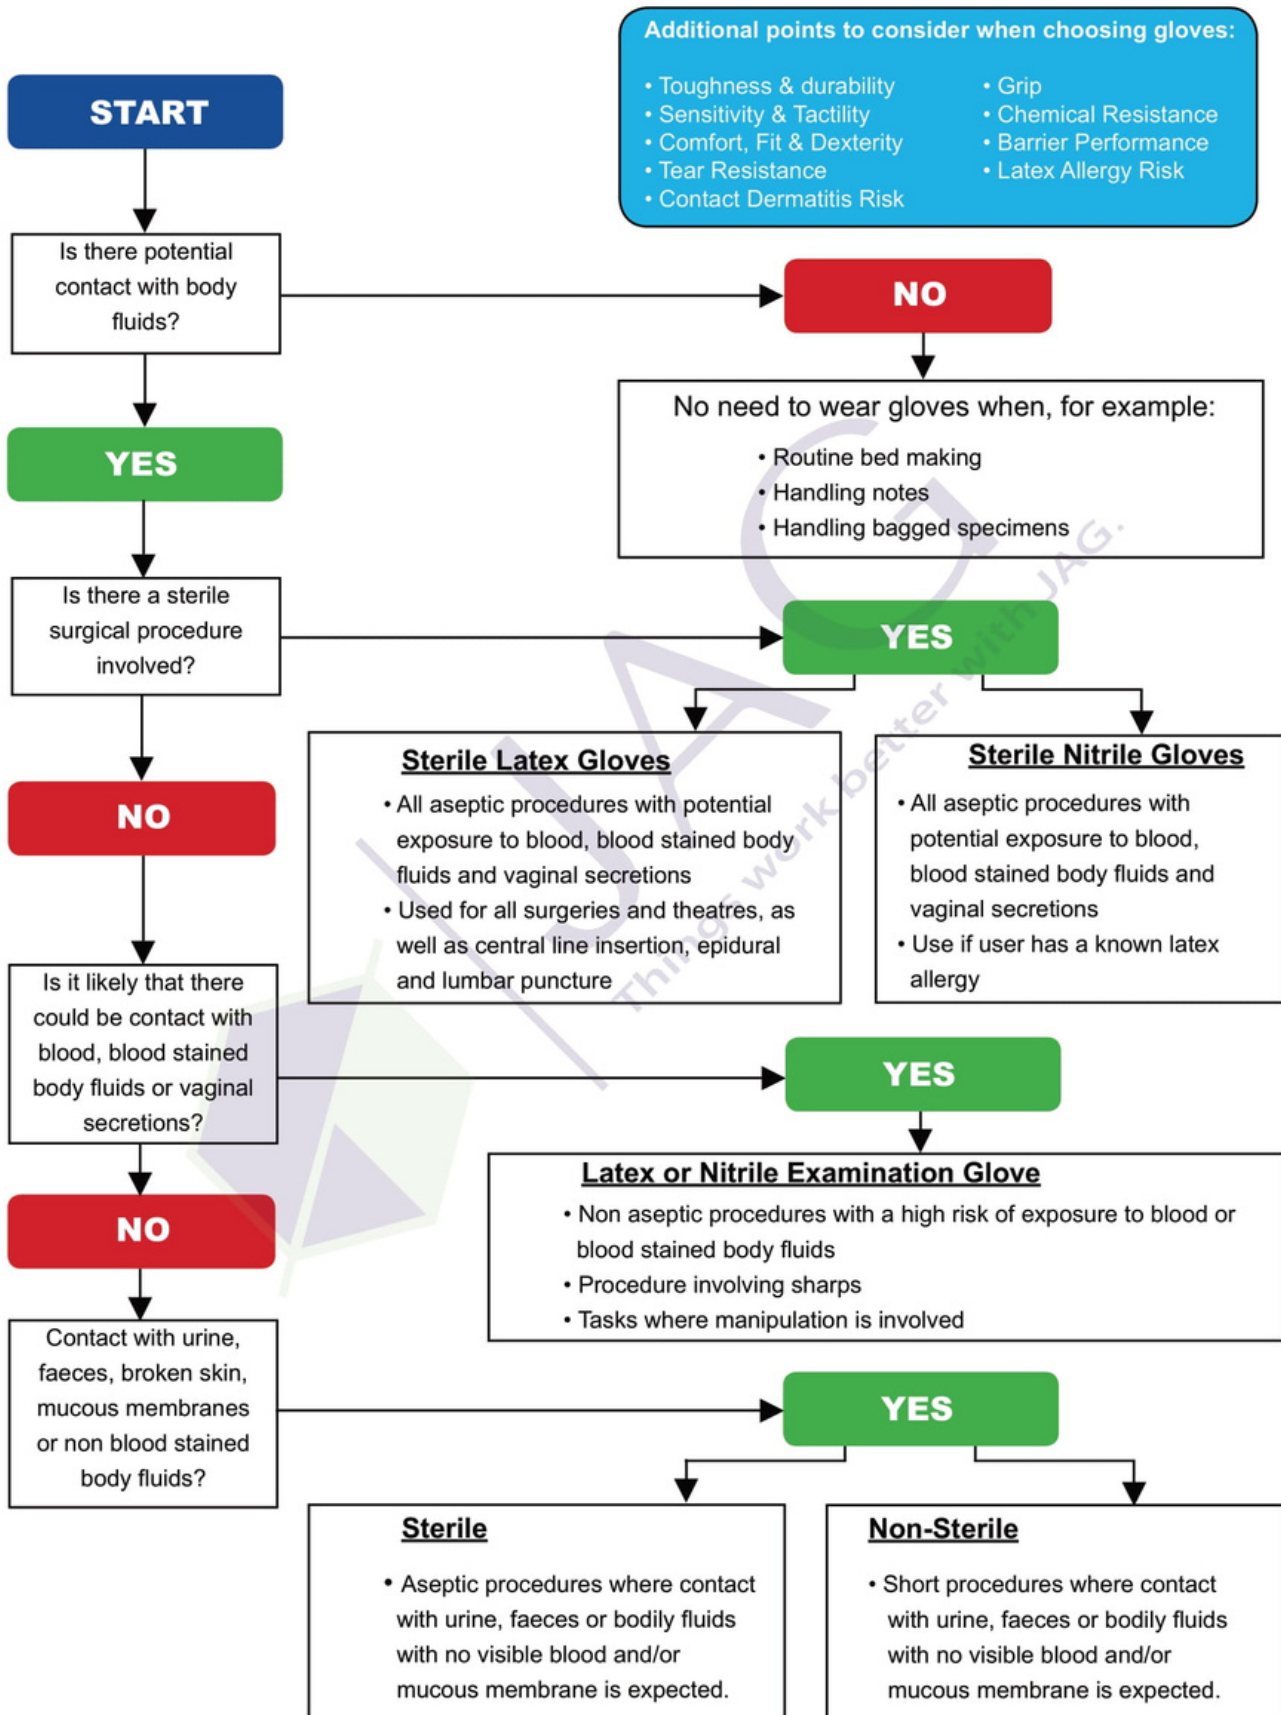 Additional points to consider when choosing gloves:
• Toughness & durability
• Sensitivity & Tactility
• Comfort, Fit & Dexterity
• Tear Resistance
• Contact Dermatitis Risk
• Grip
• Chemical Resistance
• Barrier Performance
• Latex Allergy Risk
START
Is there potential
contact with body
fluids?
NO
No need to wear gloves when, for example:
• Routine bed making
• Handling notes
• Handling bagged specimens
YES
Is there a sterile
surgical procedure
involved?
YES
Sterile Latex Gloves
• All aseptic procedures with potential
exposure to blood, blood stained body
fluids and vaginal secretions
• Used for all surgeries and theatres, as
well as central line insertion, epidural
and lumbar puncture
Sterile Nitrile Gloves
• All aseptic procedures with
potential exposure to blood,
blood stained body fluids and
vaginal secretions
• Use if user has a known latex
allergy
NO
Is it likely that there
could be contact with
blood, blood stained
body fluids or vaginal
secretions?
YES
Latex or Nitrile Examination Glove
• Non aseptic procedures with a high risk of exposure to blood or
blood stained body fluids
• Procedure involving sharps
• Tasks where manipulation is involved
NO
Contact with urine,
faeces, broken skin,
mucous membranes
or non blood stained
body fluids?
YES
Sterile
• Aseptic procedures where contact
with urine, faeces or bodily fluids
with no visible blood and/or
mucous membrane is expected.
Non-Sterile
• Short procedures where contact
with urine, faeces or bodily fluids
with no visible blood and/or
mucous membrane is expected.
JAG
Things work better with JAG.